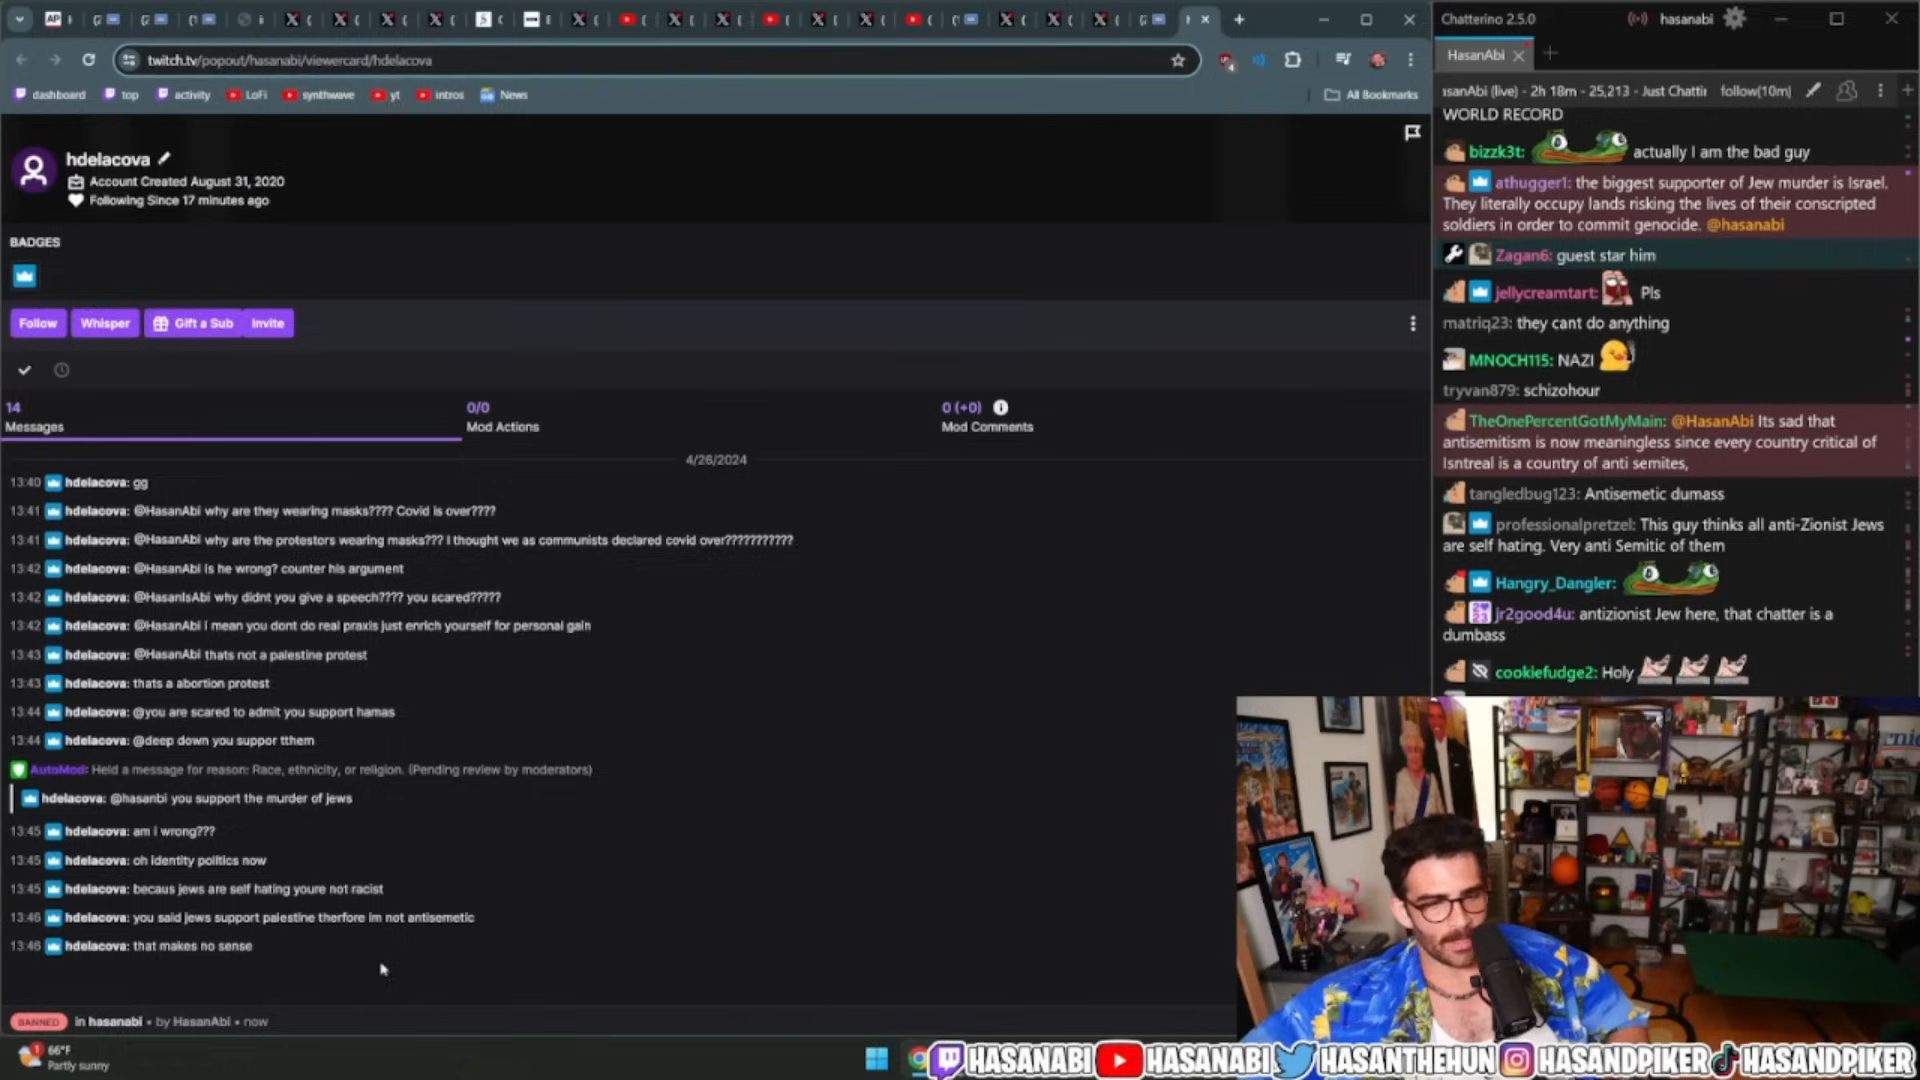 twitch.tv/popout/hasanabi/viewercard/hdelacova
dashboard top activity LoFi synthwave yt intros News All Bookmarks
hdelacova
Account Created August 31, 2020
Following Since 17 minutes ago
BADGES
Follow Whisper Gift a Sub Invite
14 0/0 0 (+0)
Messages Mod Actions Mod Comments
4/26/2024
13:40 hdelacova: gg
13:41 hdelacova: @HasanAbi why are they wearing masks???? Covid is over????
13:41 hdelacova: @HasanAbi why are the protestors wearing masks??? I thought we as communists declared covid over???????????
13:42 hdelacova: @HasanAbi is he wrong? counter his argument
13:42 hdelacova: @HasanIsAbi why didnt you give a speech???? you scared?????
13:42 hdelacova: @HasanAbi i mean you dont do real praxis just enrich yourself for personal gain
13:43 hdelacova: @HasanAbi thats not a palestine protest
13:43 hdelacova: thats a abortion protest
13:44 hdelacova: @you are scared to admit you support hamas
13:44 hdelacova: @deep down you suppor tthem
AutoMod: Held a message for reason: Race, ethnicity, or religion. (Pending review by moderators)
hdelacova: @hasanbi you support the murder of jews
13:45 hdelacova: am i wrong???
13:45 hdelacova: oh identity politics now
13:45 hdelacova: becaus jews are self hating youre not racist
13:46 hdelacova: you said jews support palestine therfore im not antisemetic
13:46 hdelacova: that makes no sense
BANNED in hasanabi • by HasanAbi • now
1 66°F
Partly sunny
Chatterino 2.5.0 hasanabi
HasanAbi
asanAbi (live) - 2h 18m - 25,213 - Just Chattin follow(10m)
WORLD RECORD
bizzk3t: actually I am the bad guy
athugger1: the biggest supporter of Jew murder is Israel.
They literally occupy lands risking the lives of their conscripted
soldiers in order to commit genocide. @hasanabi
Zagan6: guest star him
jellycreamtart: Pls
matriq23: they cant do anything
MNOCH115: NAZI
tryvan879: schizohour
TheOnePercentGotMyMain: @HasanAbi Its sad that
antisemitism is now meaningless since every country critical of
Isntreal is a country of anti semites,
tangledbug123: Antisemetic dumass
professionalpretzel: This guy thinks all anti-Zionist Jews
are self hating. Very anti Semitic of them
Hangry_Dangler:
jr2good4u: antizionist Jew here, that chatter is a
dumbass
cookiefudge2: Holy
HASANABI HASANABI HASANTHEHUN HASANDPIKER HASANDPIKER